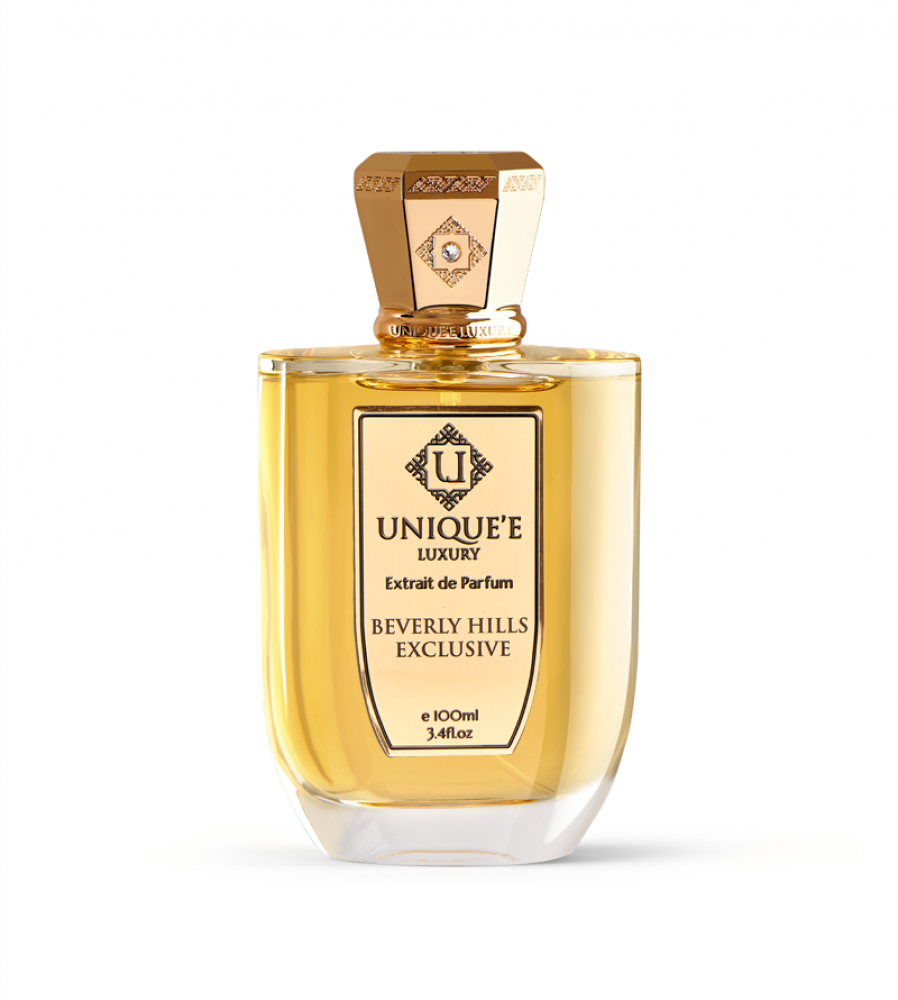 UNIQUE'E LUXURY
U
UNIQUE'E
LUXURY
Extrait de Parfum
BEVERLY HILLS
EXCLUSIVE
e 100ml
3.4fl.oz